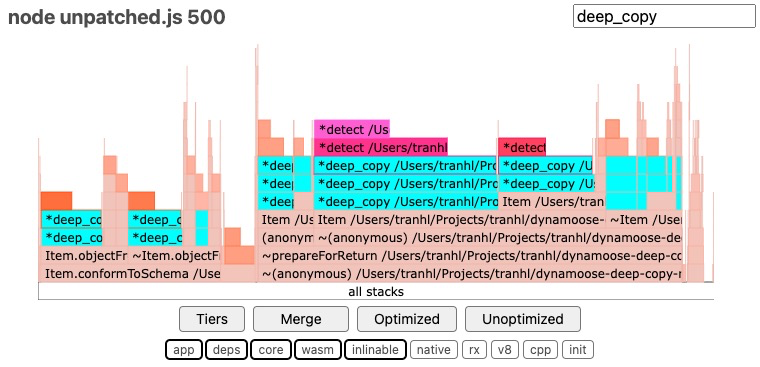 node unpatched.js 500
deep_copy
*detect /Us
*detect /Users/tranhl
*detect
*deep
*deep_copy /Users/tranhl/Pro
*deep_copy /U
*deep
*deep_copy /Users/tranhl/Pro
*deep_copy /Us
*deep_co
*deep_c
*deep
*deep_copy /Users/tranhl/Pro
Item /Users/tran
*deep_co
*deep_c
Item /Us
Item /Users/tranhl/Projects/tranhl/dynamoose-
~Item /User
*deep_co
*deep_c
(anonym
~(anonymous) /Users/tranhl/Projects/tranhl/dynamoose-dee
Item.objectFr
~Item.objectF
~prepareForReturn /Users/tranhl/Projects/tranhl/dynamoose-deep-co
Item.conformToSchema /Use
~(anonymous) /Users/tranhl/Projects/tranhl/dynamoose-deep-copy-r
all stacks
Tiers
Merge
Optimized
Unoptimized
app
deps
core
wasm
inlinable
native
rx
v8
cpp
init